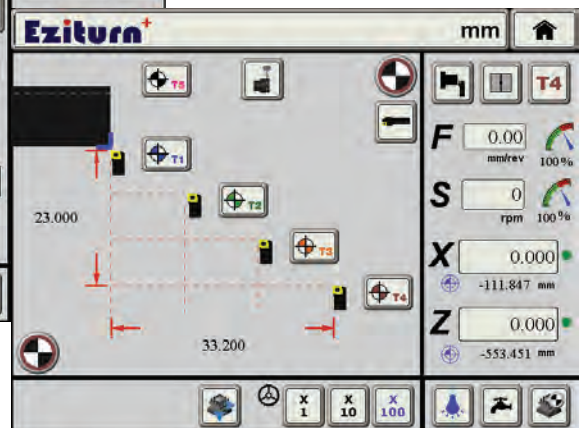 Eziturn+ mm
T5
T4
T1
F 0.00
mm/rev 100%
T2
23.000
S 0
rpm 100%
T3
X 0.000
-111.847 mm
T4
Z 0.000
33.200
-553.451 mm
X 1 X 10 X 100